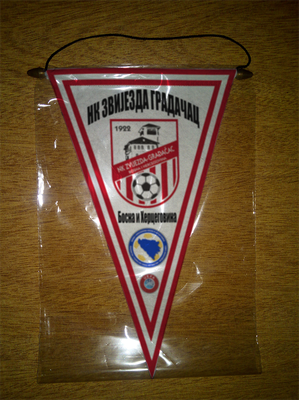 НК ЗВИЈЕЗДА ГРАДАЧАЦ
1922
NK ZVIJEZDA-GRADAČAC
Босна и Херцеговина